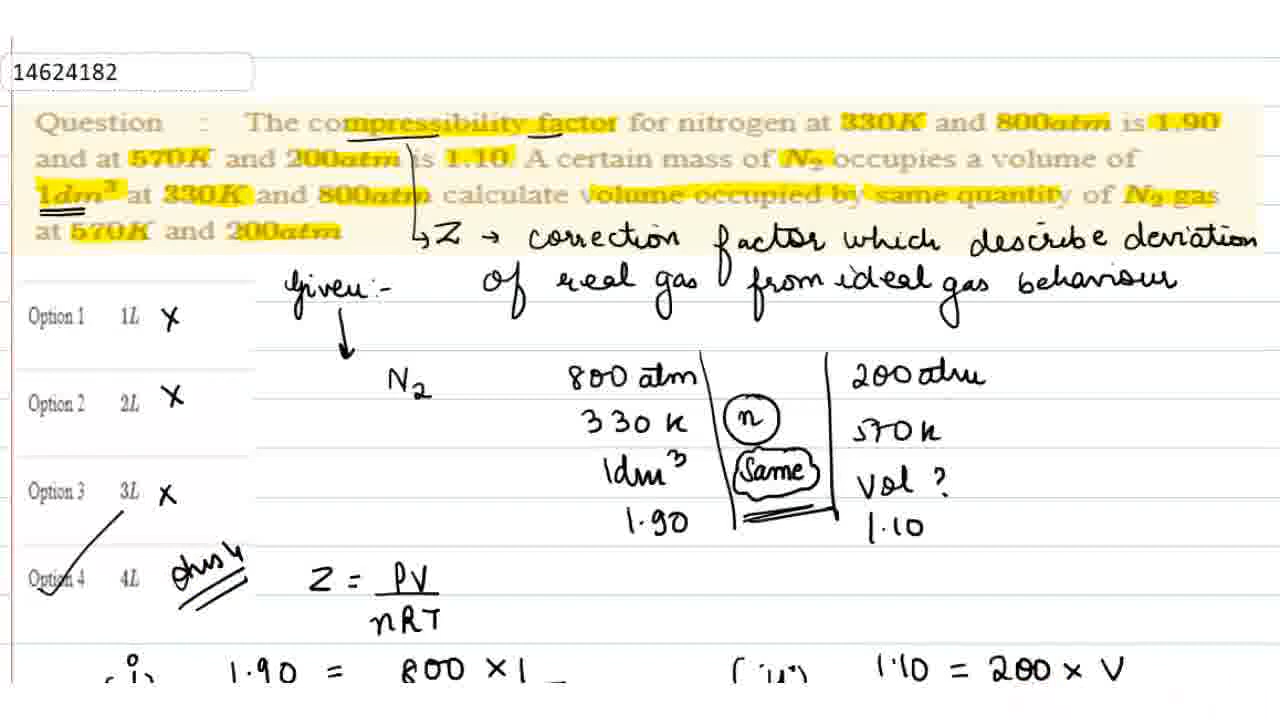 14624182
Question : The compressibility factor for nitrogen at 330K and 800atm is 1.90
and at 570K and 200atm is 1.10 A certain mass of N₂ occupies a volume of
1dm³ at 330K and 800atm calculate volume occupied by same quantity of N₂ gas
at 570K and 200atm
↳ Z → correction factor which describe deviation
of real gas from ideal gas behaviour
Given:-
Option 1 1L X
N₂ 800 atm 200 atm
Option 2 2L X
330 K n 570 K
1dm³ Same Vol ?
Option 3 3L X
1.90 1.10
Option 4 4L Ans 4
Z = PV
nRT
(i) 1.90 = 800 × 1
(ii) 1.10 = 200 × V